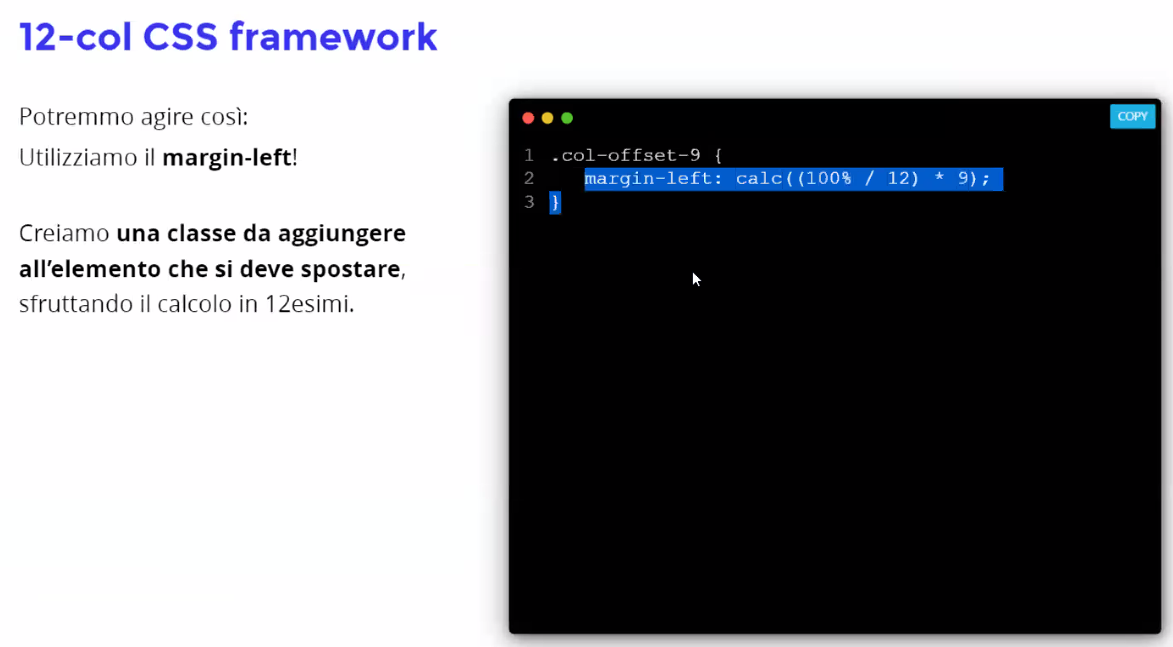 12-col CSS framework
Potremmo agire così:
Utilizziamo il margin-left!
Creiamo una classe da aggiungere
all’elemento che si deve spostare,
sfruttando il calcolo in 12esimi.
COPY
1 .col-offset-9 {
2 margin-left: calc((100% / 12) * 9);
3 }